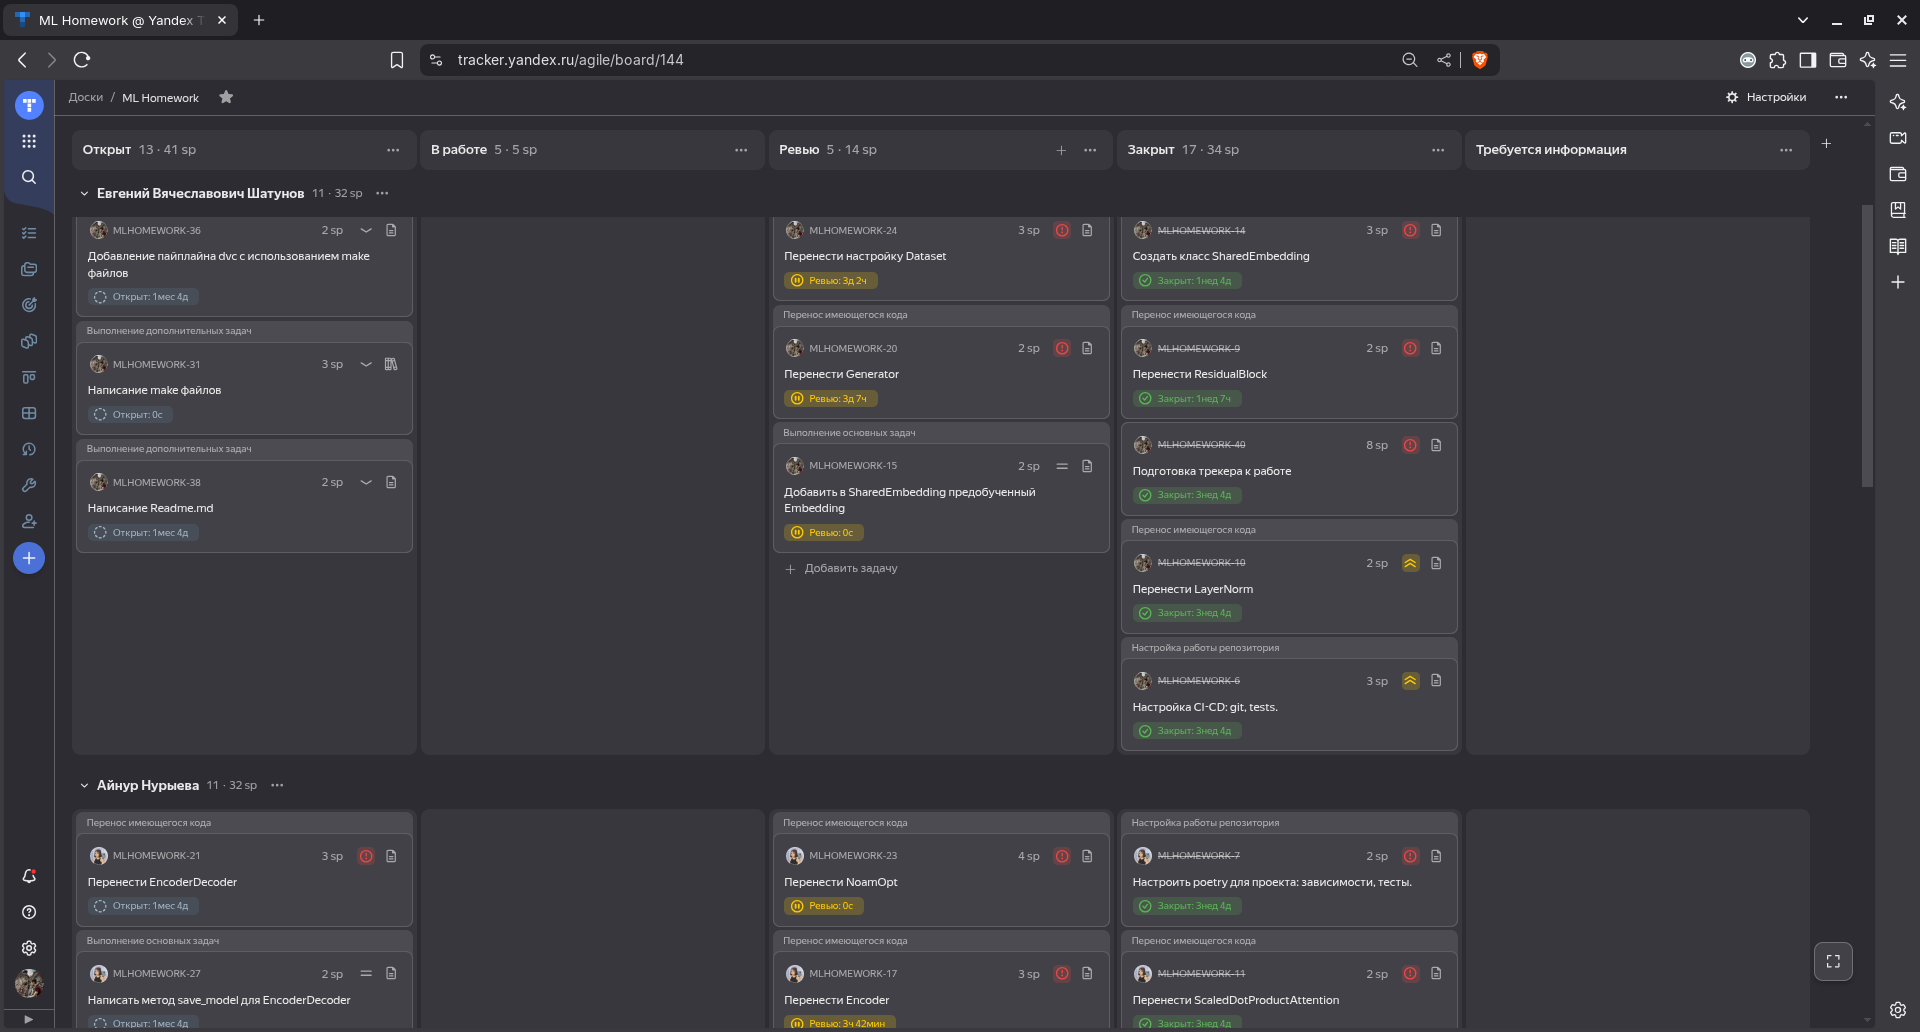 ML Homework @ Yandex T
tracker.yandex.ru/agile/board/144
Доски / ML Homework
Настройки
Открыт 13 · 41 sp
В работе 5 · 5 sp
Ревью 5 · 14 sp
Закрыт 17 · 34 sp
Требуется информация
Евгений Вячеславович Шатунов 11 · 32 sp
MLHOMEWORK-36 2 sp
Добавление пайплайна dvc с использованием make
файлов
Открыт: 1мес 4д
Выполнение дополнительных задач
MLHOMEWORK-31 3 sp
Написание make файлов
Открыт: 0с
Выполнение дополнительных задач
MLHOMEWORK-38 2 sp
Написание Readme.md
Открыт: 1мес 4д
MLHOMEWORK-24 3 sp
Перенести настройку Dataset
Ревью: 3д 2ч
Перенос имеющегося кода
MLHOMEWORK-20 2 sp
Перенести Generator
Ревью: 3д 7ч
Выполнение основных задач
MLHOMEWORK-15 2 sp
Добавить в SharedEmbedding предобученный
Embedding
Ревью: 0с
Добавить задачу
MLHOMEWORK-14 3 sp
Создать класс SharedEmbedding
Закрыт: 1нед 4д
Перенос имеющегося кода
MLHOMEWORK-9 2 sp
Перенести ResidualBlock
Закрыт: 1нед 7ч
MLHOMEWORK-40 8 sp
Подготовка трекера к работе
Закрыт: 3нед 4д
Перенос имеющегося кода
MLHOMEWORK-10 2 sp
Перенести LayerNorm
Закрыт: 3нед 4д
Настройка работы репозитория
MLHOMEWORK-6 3 sp
Настройка CI-CD: git, tests.
Закрыт: 3нед 4д
Айнур Нурыева 11 · 32 sp
Перенос имеющегося кода
MLHOMEWORK-21 3 sp
Перенести EncoderDecoder
Открыт: 1мес 4д
Выполнение основных задач
MLHOMEWORK-27 2 sp
Написать метод save_model для EncoderDecoder
Открыт: 1мес 4д
Перенос имеющегося кода
MLHOMEWORK-23 4 sp
Перенести NoamOpt
Ревью: 0с
Перенос имеющегося кода
MLHOMEWORK-17 3 sp
Перенести Encoder
Ревью: 3ч 42мин
Настройка работы репозитория
MLHOMEWORK-7 2 sp
Настроить poetry для проекта: зависимости, тесты.
Закрыт: 3нед 4д
Перенос имеющегося кода
MLHOMEWORK-11 2 sp
Перенести ScaledDotProductAttention
Закрыт: 3нед 4д